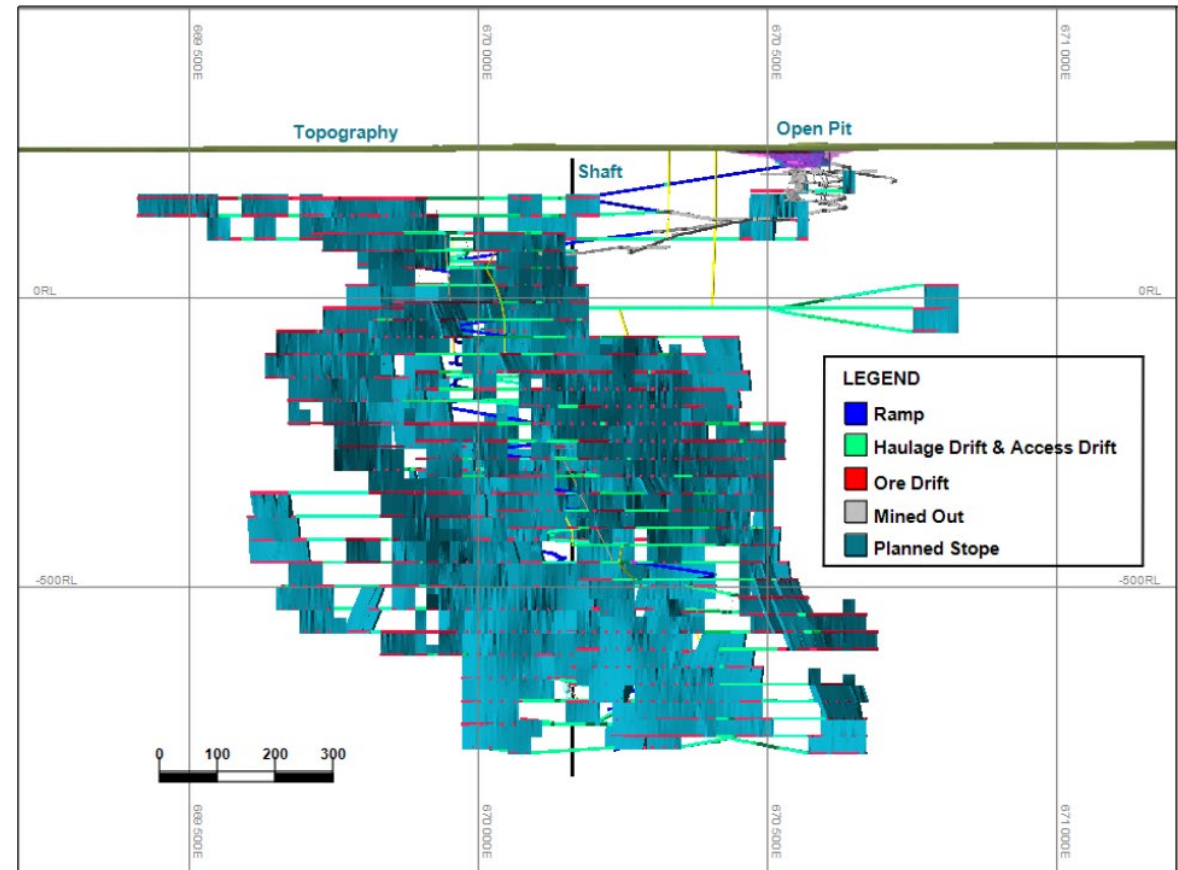 669 500E
670 000E
670 500E
671 000E
Topography
Open Pit
Shaft
0RL
0RL
LEGEND
Ramp
Haulage Drift & Access Drift
Ore Drift
Mined Out
Planned Stope
-500RL
-500RL
0 100 200 300
669 500E
670 000E
670 500E
671 000E